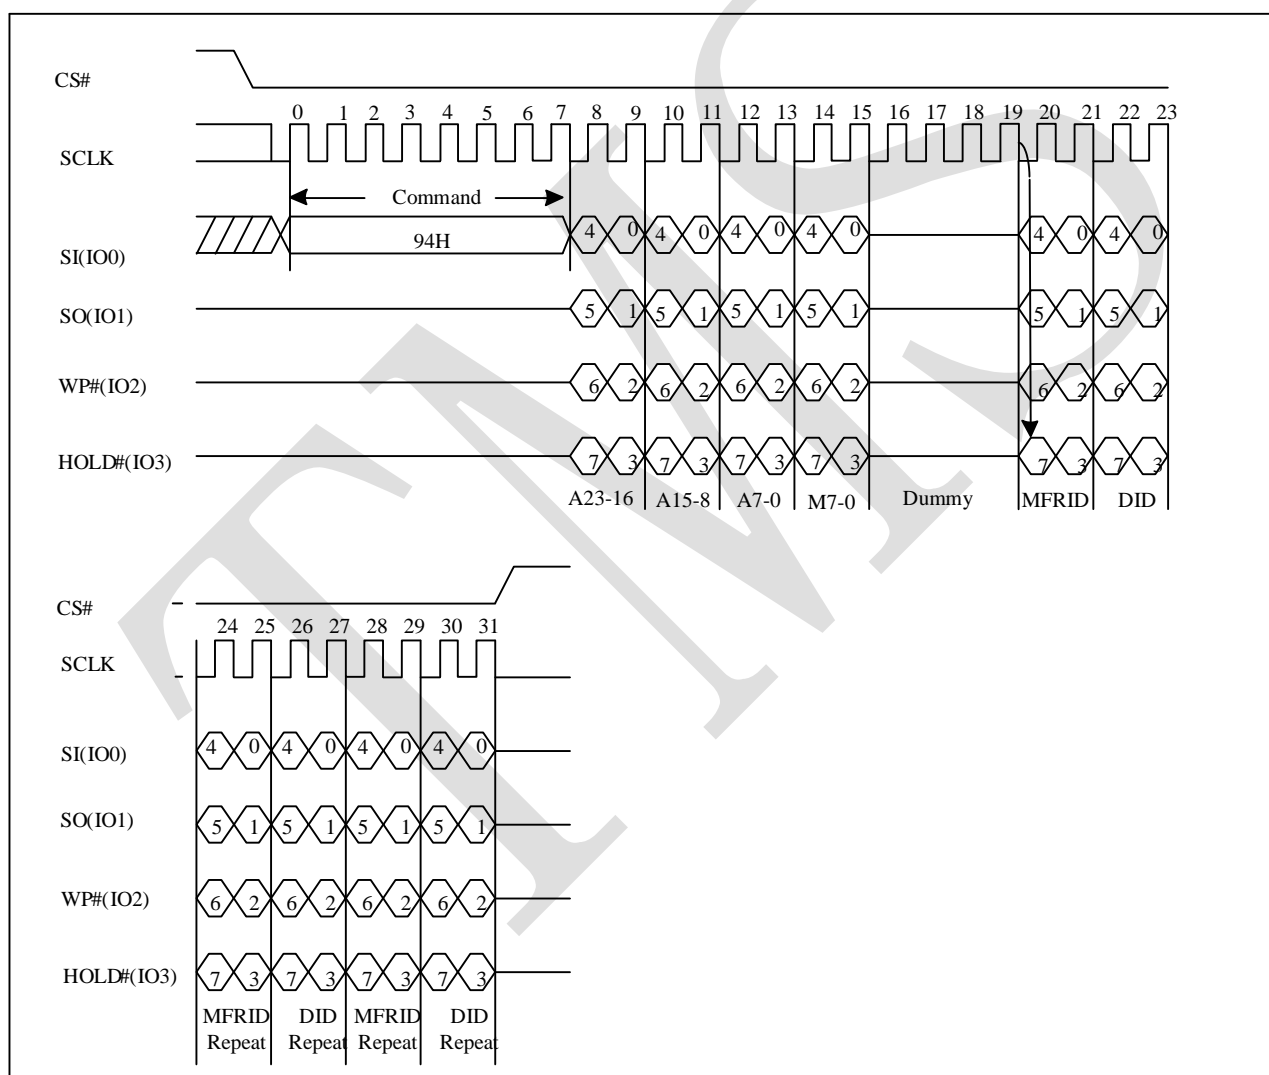 CS#
0 1 2 3 4 5 6 7 8 9 10 11 12 13 14 15 16 17 18 19 20 21 22 23
SCLK
Command
94H
SI(IO0)
4 0 4 0 4 0 4 0 4 0 4 0
SO(IO1)
5 1 5 1 5 1 5 1 5 1 5 1
WP#(IO2)
6 2 6 2 6 2 6 2 6 2 6 2
HOLD#(IO3)
7 3 7 3 7 3 7 3 7 3 7 3
A23-16 A15-8 A7-0 M7-0 Dummy MFRID DID
CS#
24 25 26 27 28 29 30 31
SCLK
SI(IO0)
4 0 4 0 4 0 4 0
SO(IO1)
5 1 5 1 5 1 5 1
WP#(IO2)
6 2 6 2 6 2 6 2
HOLD#(IO3)
7 3 7 3 7 3 7 3
MFRID DID MFRID DID
Repeat Repeat Repeat Repeat
TMS